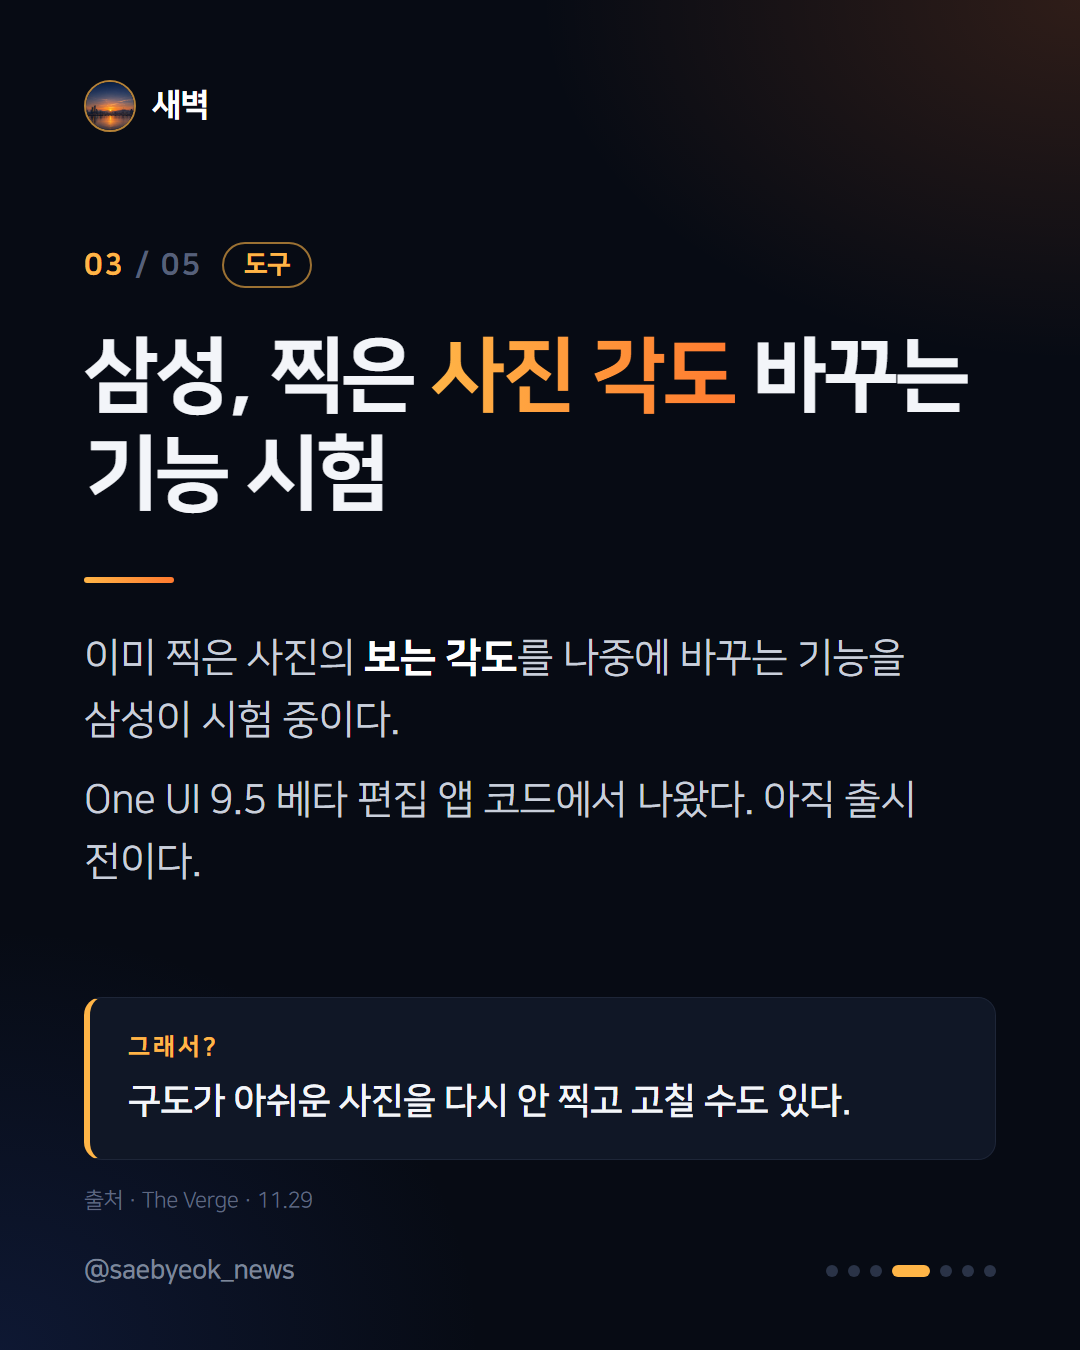 새벽
03 / 05 도구
삼성, 찍은 사진 각도 바꾸는
기능 시험
이미 찍은 사진의 보는 각도를 나중에 바꾸는 기능을
삼성이 시험 중이다.
One UI 9.5 베타 편집 앱 코드에서 나왔다. 아직 출시
전이다.
그래서?
구도가 아쉬운 사진을 다시 안 찍고 고칠 수도 있다.
출처 · The Verge · 11.29
@saebyeok_news